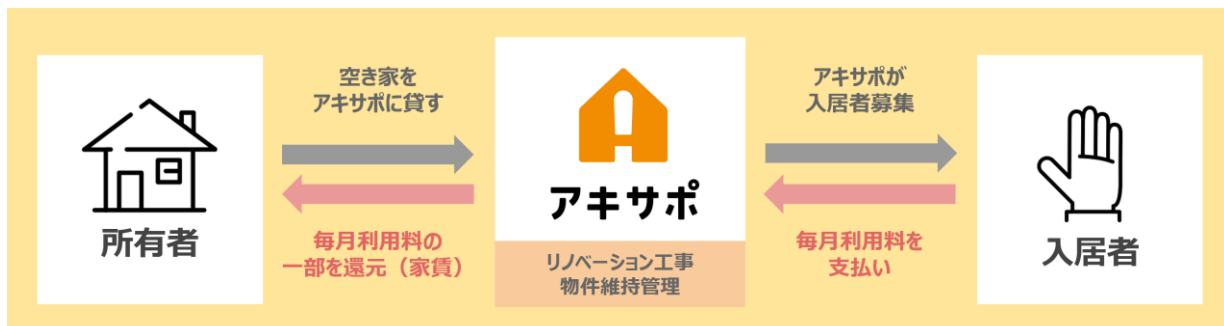 所有者
空き家を
アキサポに貸す
毎月利用料の
一部を還元（家賃）
アキサポ
リノベーション工事
物件維持管理
アキサポが
入居者募集
毎月利用料を
支払い
入居者